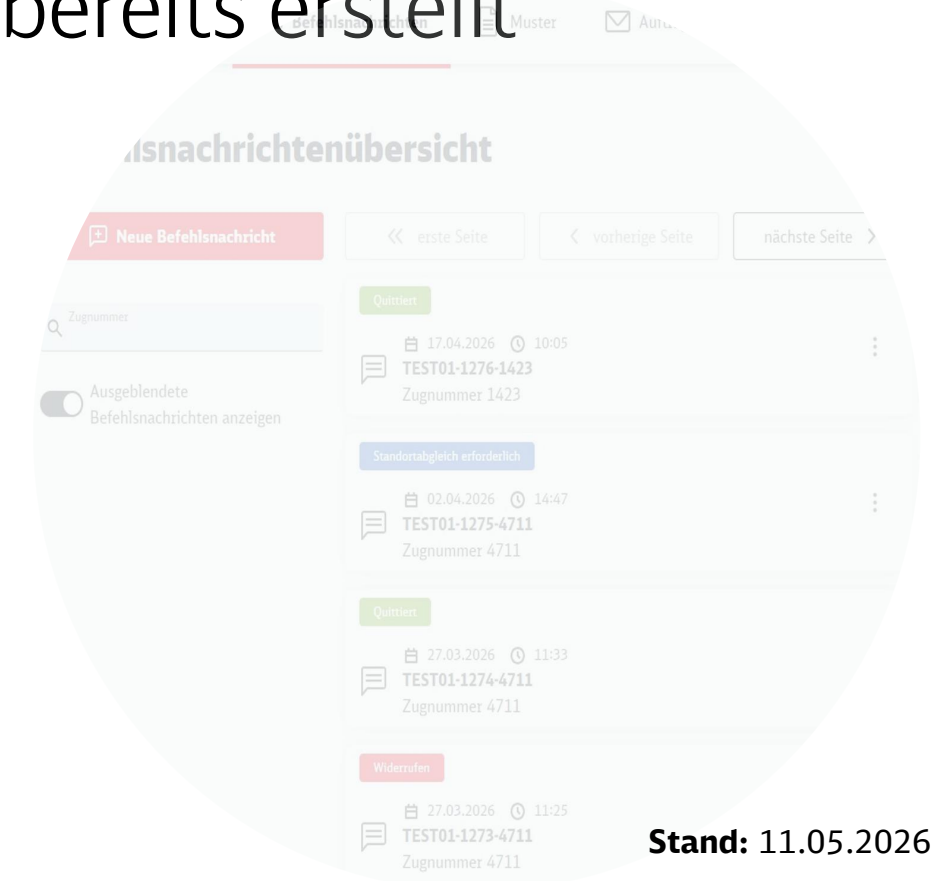 bereits erstellt
Befehlsnachrichten Muster
lsnachrichtenübersicht
Neue Befehlsnachricht erste Seite vorherige Seite nächste Seite
Zugnummer
Ausgeblendete
Befehlsnachrichten anzeigen
Quittiert
17.04.2026 10:05
TEST01-1276-1423
Zugnummer 1423
Standortabgleich erforderlich
02.04.2026 14:47
TEST01-1275-4711
Zugnummer 4711
Quittiert
27.03.2026 11:33
TEST01-1274-4711
Zugnummer 4711
Widerrufen
27.03.2026 11:25
TEST01-1273-4711
Zugnummer 4711
Stand: 11.05.2026